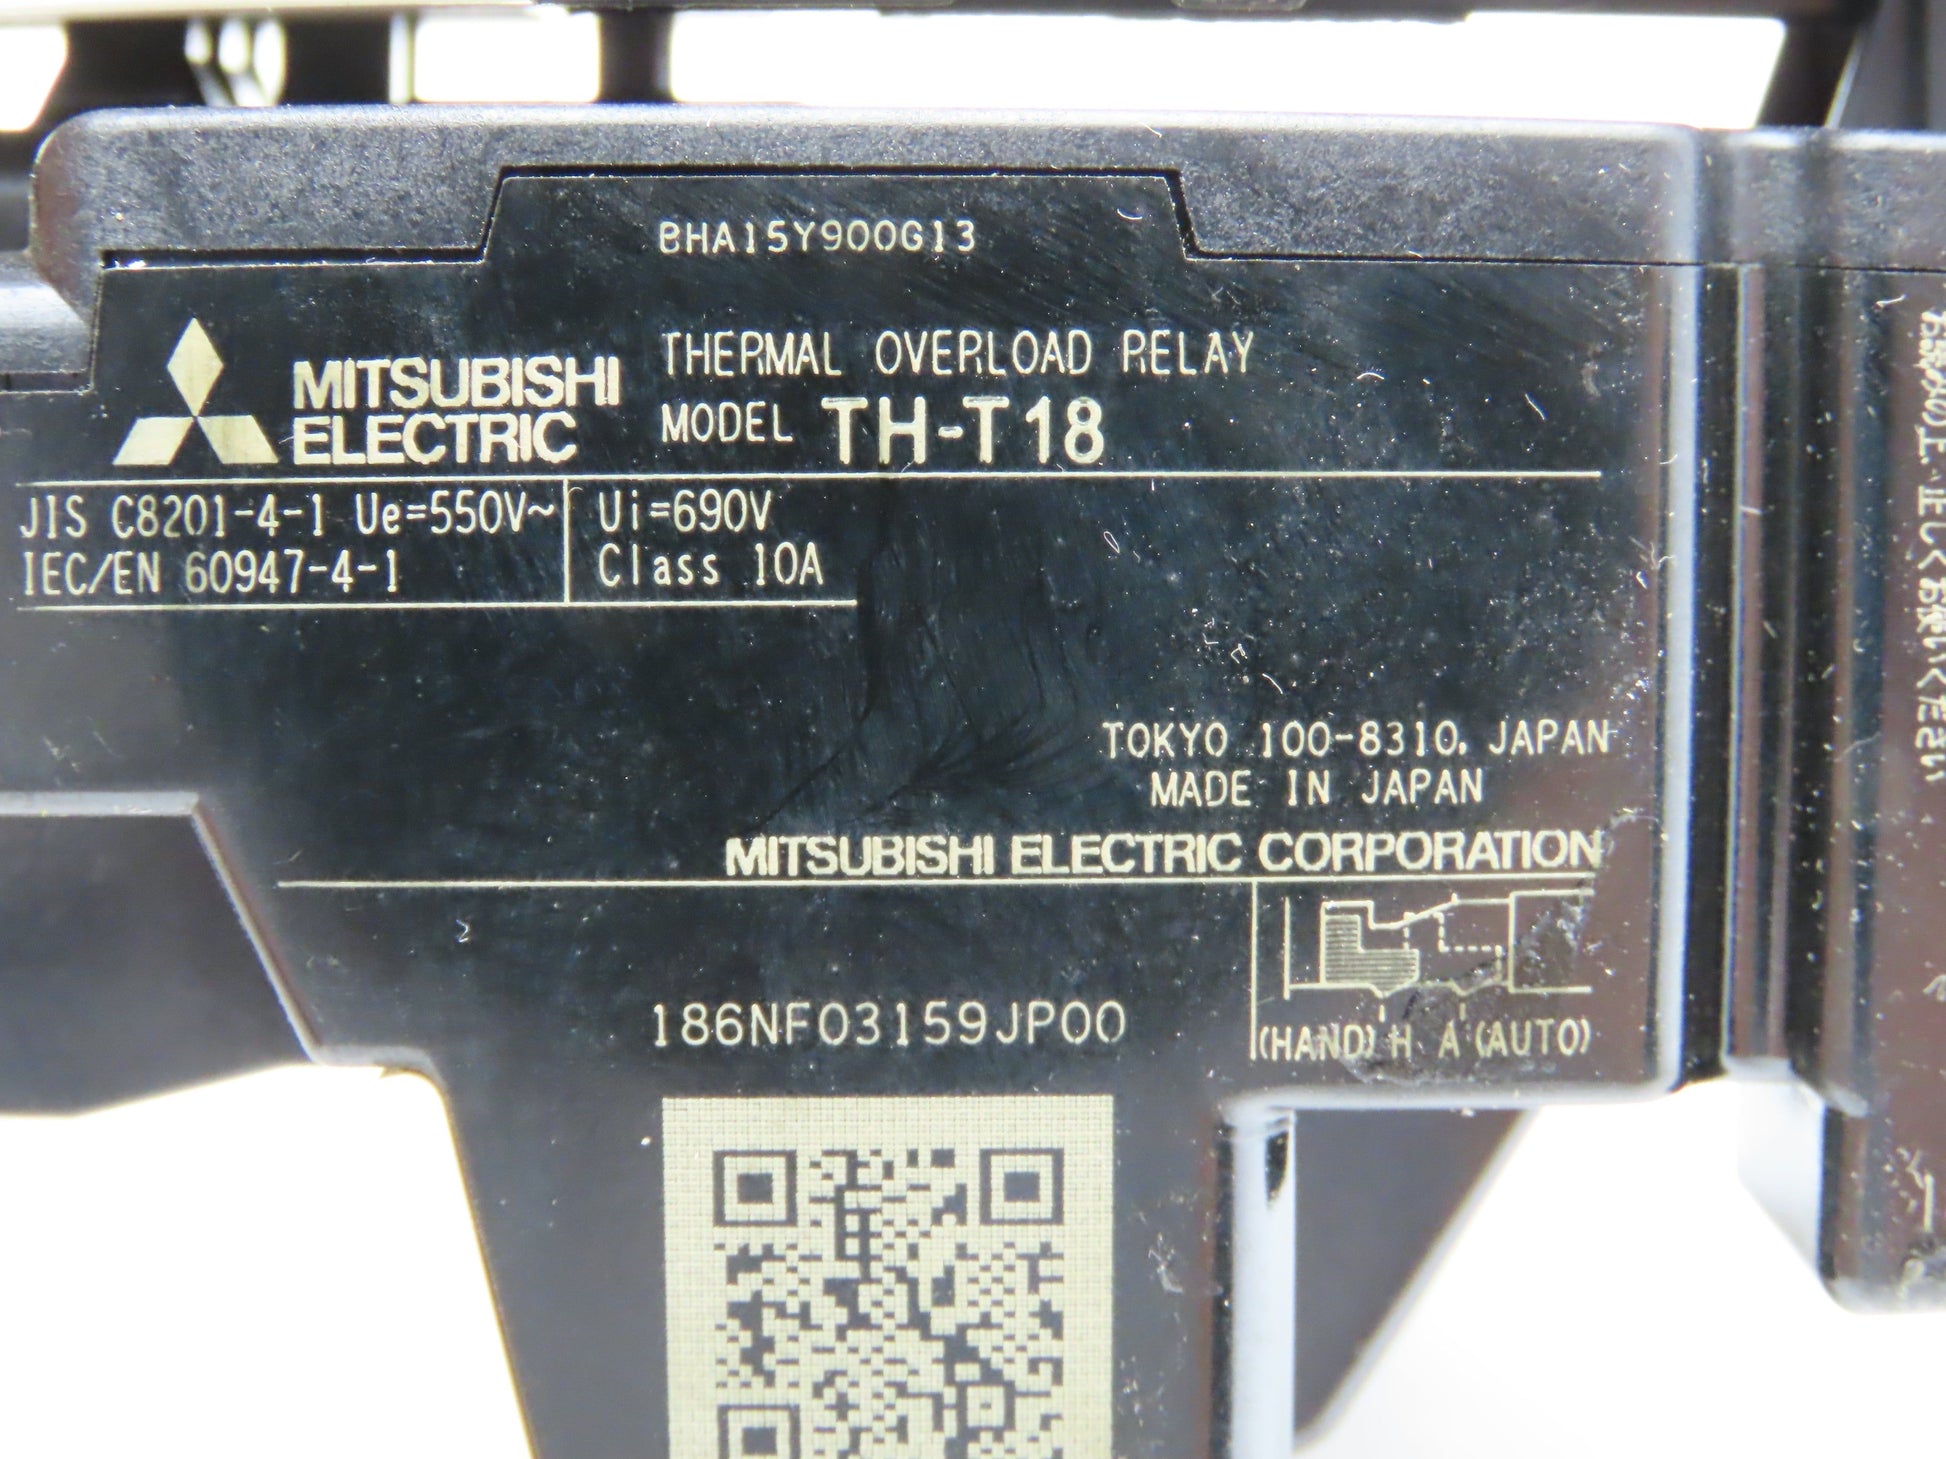 BHA15Y900G13
MITSUBISHI
ELECTRIC
THERMAL OVERLOAD RELAY
MODEL TH-T18
JIS C8201-4-1 Ue=550V~
IEC/EN 60947-4-1
Ui=690V
Class 10A
TOKYO 100-8310, JAPAN
MADE IN JAPAN
MITSUBISHI ELECTRIC CORPORATION
186NF03159JP00
(HAND) H A (AUTO)